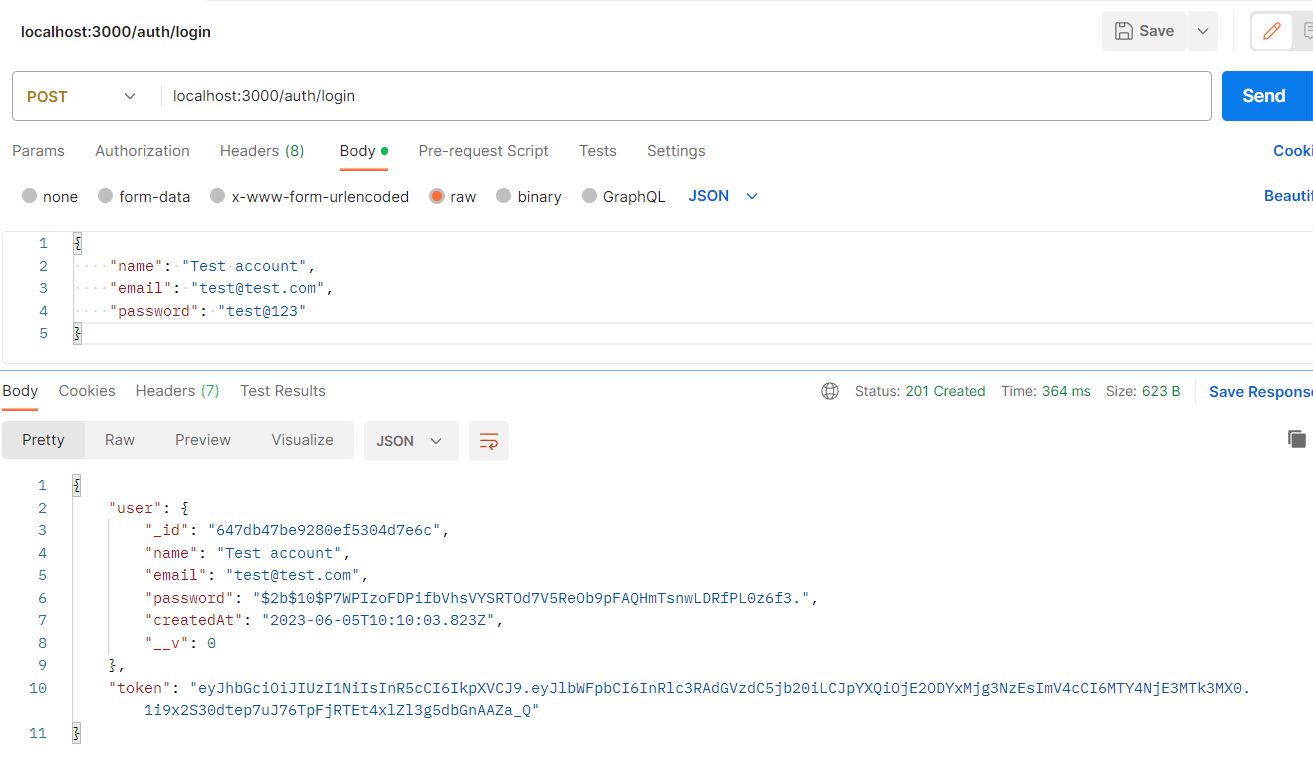 localhost:3000/auth/login
Save
POST localhost:3000/auth/login Send
Params Authorization Headers (8) Body Pre-request Script Tests Settings Cooki
none form-data x-www-form-urlencoded raw binary GraphQL JSON Beautif
1 {
2 ····"name":·"Test·account",
3 ····"email":·"test@test.com",
4 ····"password":·"test@123"
5 }
Body Cookies Headers (7) Test Results Status: 201 Created Time: 364 ms Size: 623 B Save Response
Pretty Raw Preview Visualize JSON
1 {
2 "user": {
3 "_id": "647db47be9280ef5304d7e6c",
4 "name": "Test account",
5 "email": "test@test.com",
6 "password": "$2b$10$P7WPIzoFDPifbVhsVYSRTOd7V5ReOb9pFAQHmTsnwLDRfPL0z6f3.",
7 "createdAt": "2023-06-05T10:10:03.823Z",
8 "__v": 0
9 },
10 "token": "eyJhbGciOiJIUzI1NiIsInR5cCI6IkpXVCJ9.eyJlbWFpbCI6InRlc3RAdGVzdC5jb20iLCJpYXQiOjE2ODYxMjg3NzEsImV4cCI6MTY4NjE3MTk3MX0.
1i9x2S30dtep7uJ76TpFjRTEt4xlZl3g5dbGnAAZa_Q"
11 }